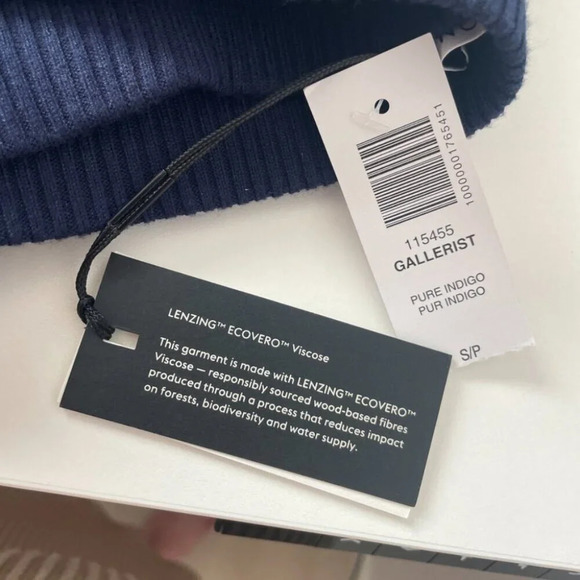 1000001765451
115455
GALLERIST
PURE INDIGO
PUR INDIGO
S/P
LENZING™ ECOVERO™ Viscose
This garment is made with LENZING™ ECOVERO™
Viscose — responsibly sourced wood-based fibres
produced through a process that reduces impact
on forests, biodiversity and water supply.